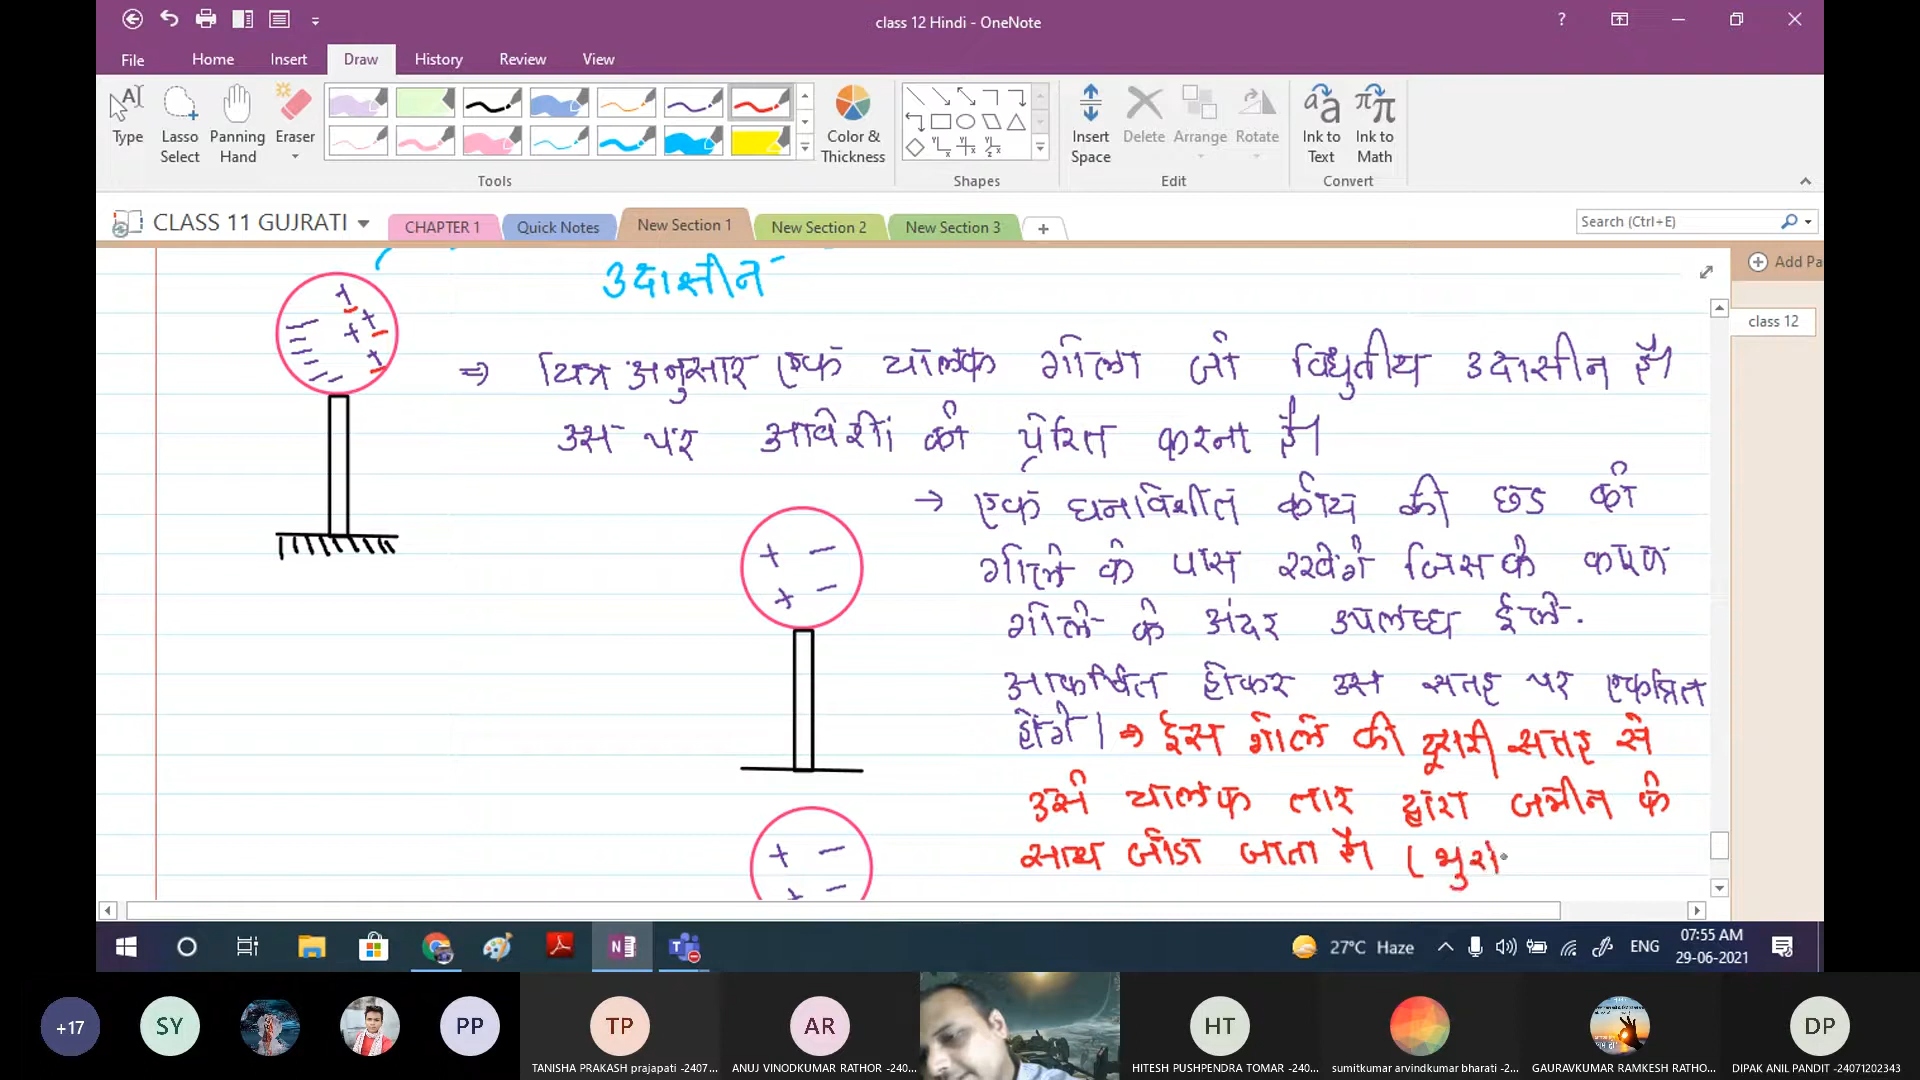 class 12 Hindi - OneNote
File Home Insert Draw History Review View
Type Lasso Select Panning Hand Eraser Color & Thickness Insert Space Delete Arrange Rotate Ink to Text Ink to Math
Tools Shapes Edit Convert
CLASS 11 GUJRATI CHAPTER 1 Quick Notes New Section 1 New Section 2 New Section 3 Search (Ctrl+E)
Add Pa
class 12
उदासीन
⇒ चित्र अनुसार एक चालक गोला जो विधुतीय उदासीन है।
उस पर आवेशों को प्रेरित करना है।
→ एक घनावेशीत काँच की छड को
गोले के पास रखेंगे जिसके कारण
गोले के अंदर उपलब्ध ईले.
आकर्षित होकर उस सतह पर एकत्रित
होंगे। ⇒ ईस गोले की दूसरी सतह से
उसे चालक तार द्वारा जमीन के
साथ जोडा जाता है (भुसं
27°C Haze ENG 07:55 AM
29-06-2021
+17 SY PP TP AR HT DP
TANISHA PRAKASH prajapati -2407... ANUJ VINODKUMAR RATHOR -240... HITESH PUSHPENDRA TOMAR -240... sumitkumar arvindkumar bharati -2... GAURAVKUMAR RAMKESH RATHO... DIPAK ANIL PANDIT -24071202343